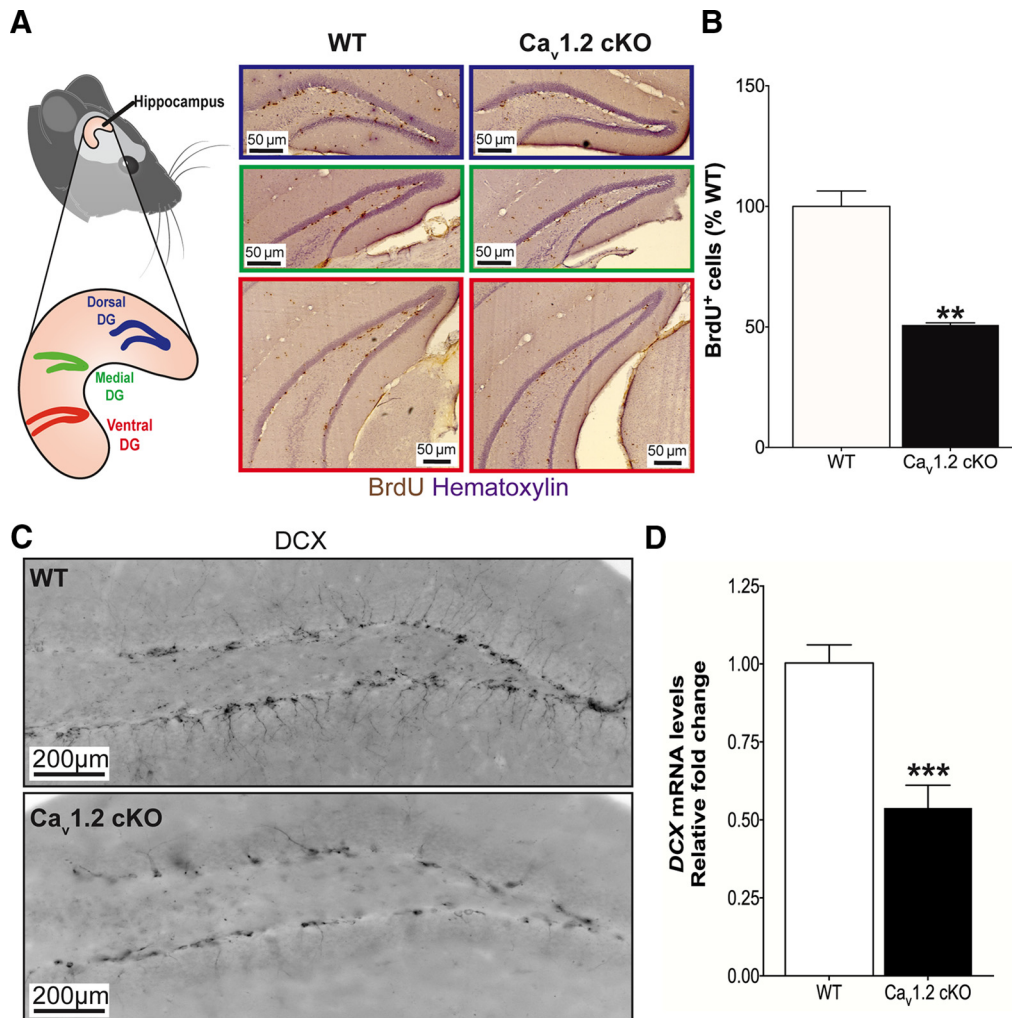 A
WT
Cav1.2 cKO
Hippocampus
50 µm
50 µm
50 µm
50 µm
50 µm
50 µm
Dorsal
DG
Medial
DG
Ventral
DG
BrdU Hematoxylin
B
BrdU+ cells (% WT)
150
100
50
0
**
WT
Cav1.2 cKO
C
DCX
WT
200µm
Cav1.2 cKO
200µm
D
DCX mRNA levels
Relative fold change
1.25
1.00
0.75
0.50
0.25
0.00
***
WT
Cav1.2 cKO